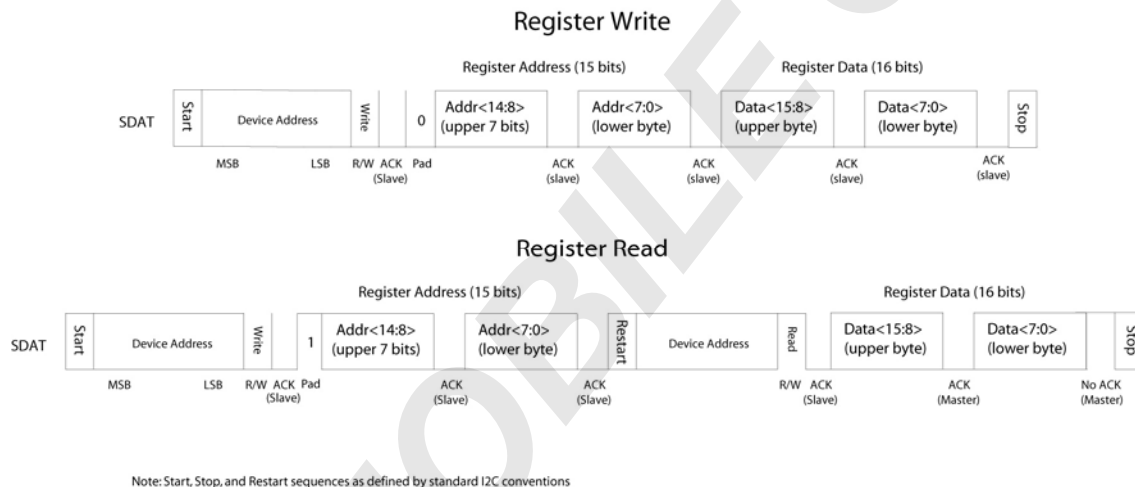 Register Write
Register Address (15 bits) Register Data (16 bits)
SDAT Start Device Address Write 0 Addr<14:8> Addr<7:0> Data<15:8> Data<7:0> Stop
(upper 7 bits) (lower byte) (upper byte) (lower byte)
MSB LSB R/W ACK Pad ACK ACK ACK ACK
(Slave) (slave) (slave) (slave) (slave)
Register Read
Register Address (15 bits) Register Data (16 bits)
SDAT Start Device Address Write 1 Addr<14:8> Addr<7:0> Restart Device Address Read Data<15:8> Data<7:0> Stop
(upper 7 bits) (lower byte) (upper byte) (lower byte)
MSB LSB R/W ACK Pad ACK ACK R/W ACK ACK No ACK
(Slave) (Slave) (Slave) (Slave) (Master) (Master)
Note: Start, Stop, and Restart sequences as defined by standard I2C conventions
OBILE